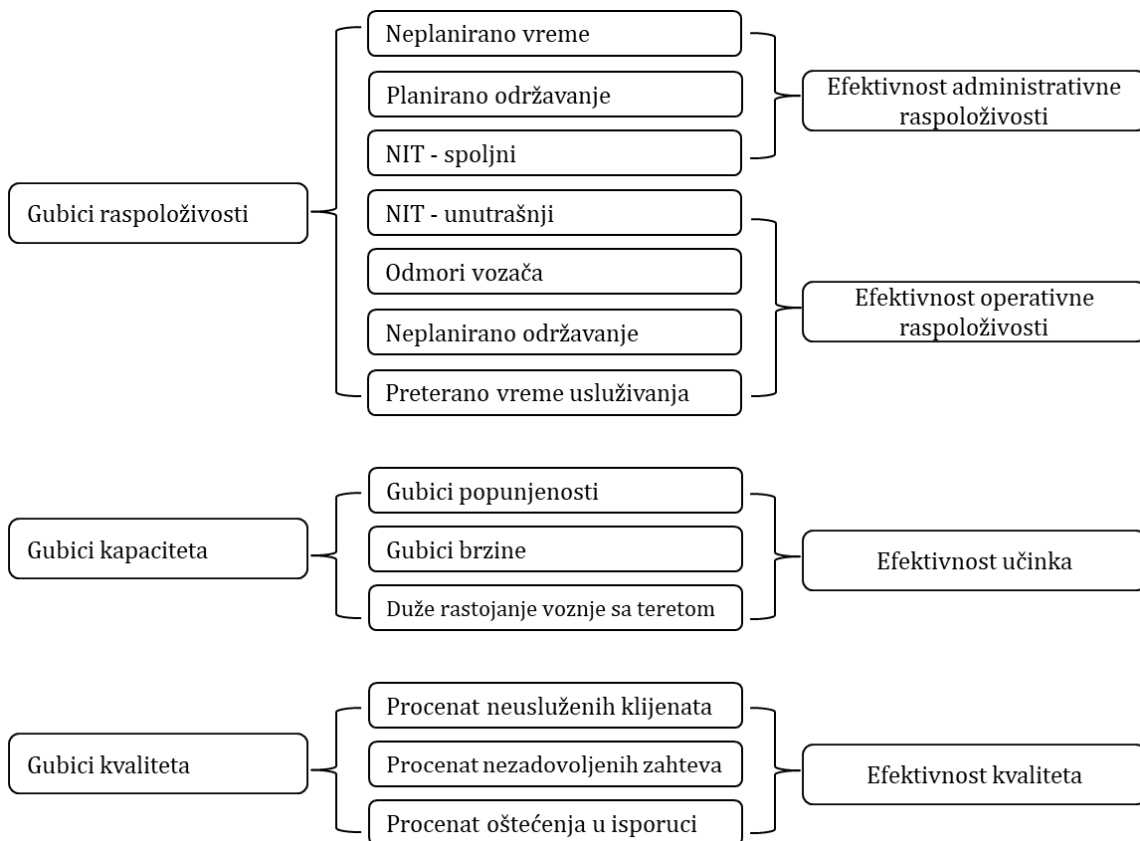 Neplanirano vreme
Planirano održavanje
NIT - spoljni
Efektivnost administrativne
raspoloživosti
Gubici raspoloživosti
NIT - unutrašnji
Odmori vozača
Neplanirano održavanje
Preterano vreme usluživanja
Efektivnost operativne
raspoloživosti
Gubici kapaciteta
Gubici popunjenosti
Gubici brzine
Duže rastojanje voznje sa teretom
Efektivnost učinka
Gubici kvaliteta
Procenat neusluženih klijenata
Procenat nezadovoljenih zahteva
Procenat oštećenja u isporuci
Efektivnost kvaliteta